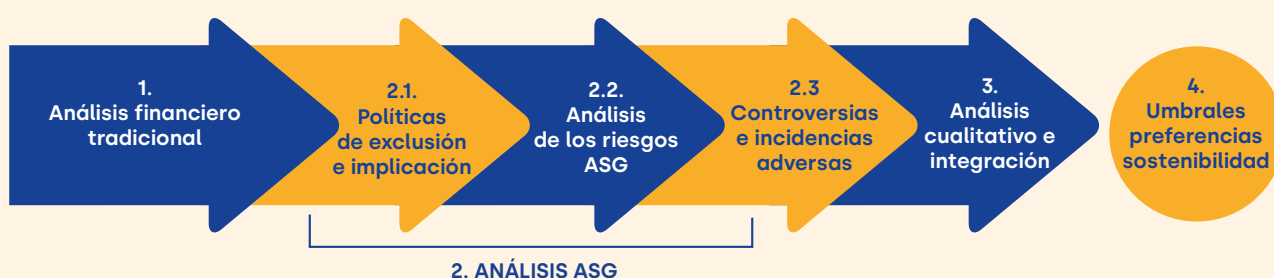 1.
Análisis financiero
tradicional
2.1.
Políticas
de exclusión
e implicación
2.2.
Análisis
de los riesgos
ASG
2.3
Controversias
e incidencias
adversas
3.
Análisis
cualitativo e
integración
4.
Umbrales
preferencias
sostenibilidad
2. ANÁLISIS ASG